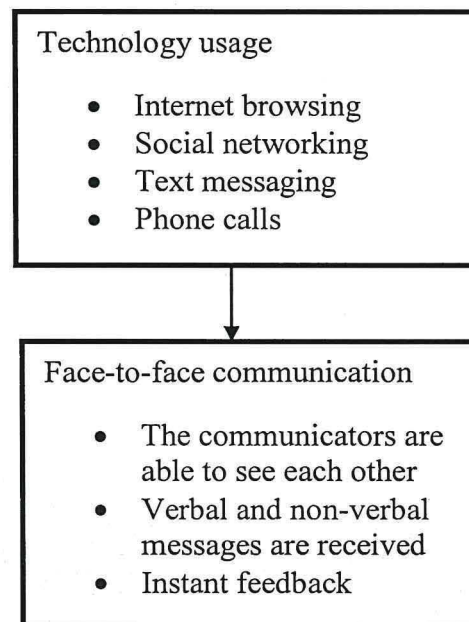 Technology usage
• Internet browsing
• Social networking
• Text messaging
• Phone calls
Face-to-face communication
• The communicators are
able to see each other
• Verbal and non-verbal
messages are received
• Instant feedback